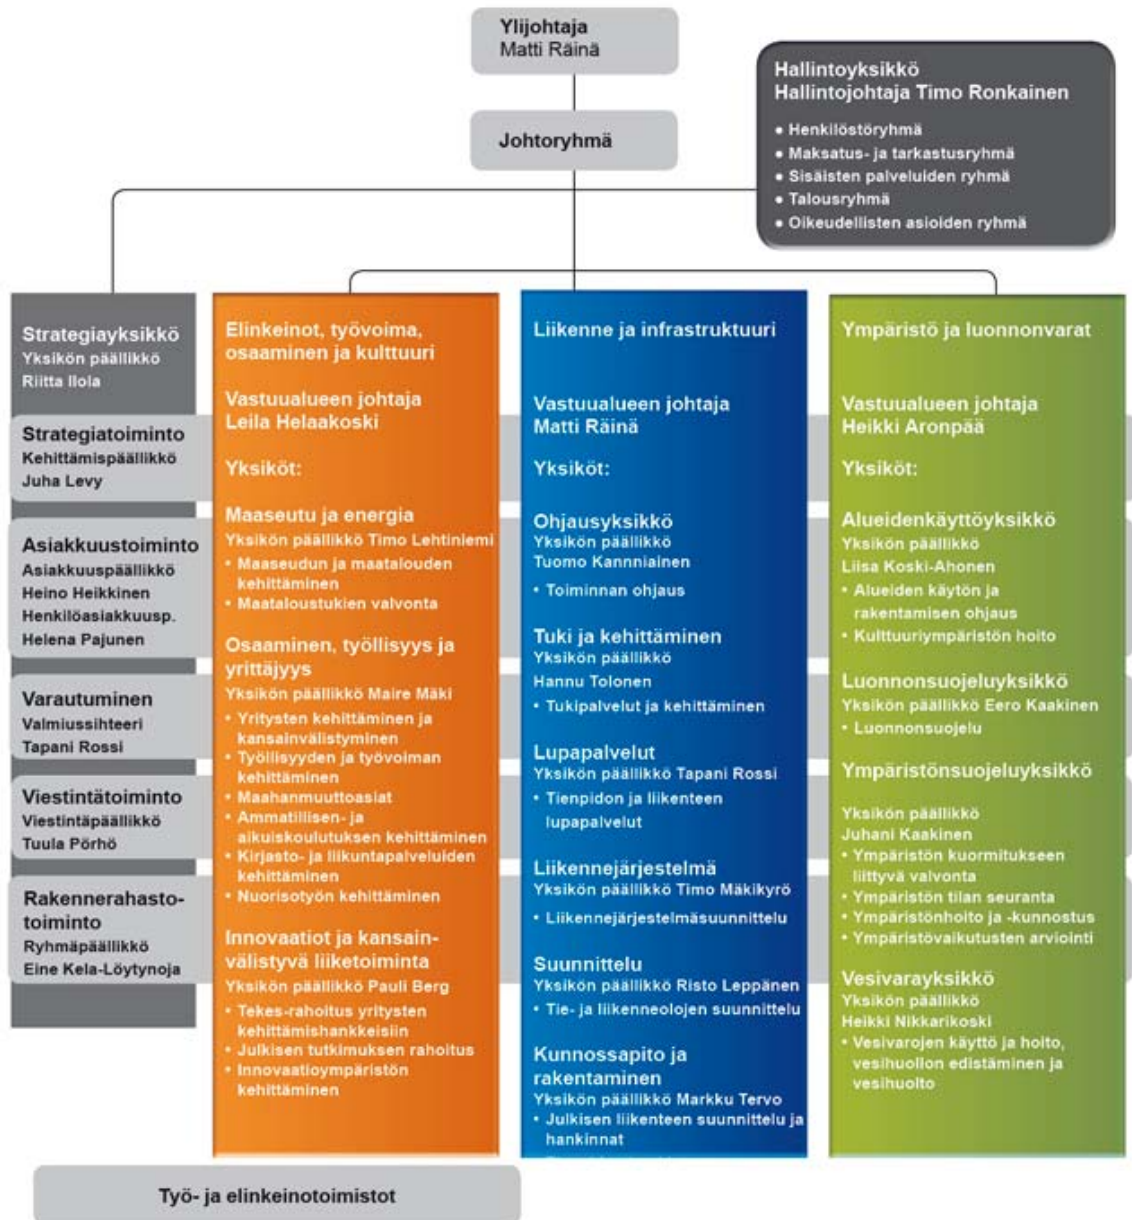 Ylijohtaja
Matti Räinä
Johtoryhmä
Hallintoyksikkö
Hallintojohtaja Timo Ronkainen
● Henkilöstöryhmä
● Maksatus- ja tarkastusryhmä
● Sisäisten palveluiden ryhmä
● Talousryhmä
● Oikeudellisten asioiden ryhmä
Strategiayksikkö
Yksikön päällikkö
Riitta Ilola
Strategiatoiminto
Kehittämispäällikkö
Juha Levy
Asiakkuustoiminto
Asiakkuuspäällikkö
Heino Heikkinen
Henkilöasiakkuusp.
Helena Pajunen
Varautuminen
Valmiussihteeri
Tapani Rossi
Viestintätoiminto
Viestintäpäällikkö
Tuula Pörhö
Rakennerahasto-
toiminto
Ryhmäpäällikkö
Eine Kela-Löytynoja
Elinkeinot, työvoima,
osaaminen ja kulttuuri
Vastuualueen johtaja
Leila Helaakoski
Yksiköt:
Maaseutu ja energia
Yksikön päällikkö Timo Lehtiniemi
• Maaseudun ja maatalouden
kehittäminen
• Maataloustukien valvonta
Osaaminen, työllisyys ja
yrittäjyys
Yksikön päällikkö Maire Mäki
• Yritysten kehittäminen ja
kansainvälistyminen
• Työllisyyden ja työvoiman
kehittäminen
• Maahanmuuttoasiat
• Ammatillisen- ja
aikuiskoulutuksen kehittäminen
• Kirjasto- ja liikuntapalveluiden
kehittäminen
• Nuorisotyön kehittäminen
Innovaatiot ja kansain-
välistyvä liiketoiminta
Yksikön päällikkö Pauli Berg
• Tekes-rahoitus yritysten
kehittämishankkeisiin
• Julkisen tutkimuksen rahoitus
• Innovaatioympäristön
kehittäminen
Liikenne ja infrastruktuuri
Vastuualueen johtaja
Matti Räinä
Yksiköt:
Ohjausyksikkö
Yksikön päällikkö
Tuomo Kannniainen
• Toiminnan ohjaus
Tuki ja kehittäminen
Yksikön päällikkö
Hannu Tolonen
• Tukipalvelut ja kehittäminen
Lupapalvelut
Yksikön päällikkö Tapani Rossi
• Tienpidon ja liikenteen
lupapalvelut
Liikennejärjestelmä
Yksikön päällikkö Timo Mäkikyrö
• Liikennejärjestelmäsuunnittelu
Suunnittelu
Yksikön päällikkö Risto Leppänen
• Tie- ja liikenneolojen suunnittelu
Kunnossapito ja
rakentaminen
Yksikön päällikkö Markku Tervo
• Julkisen liikenteen suunnittelu ja
hankinnat
Ympäristö ja luonnonvarat
Vastuualueen johtaja
Heikki Aronpää
Yksiköt:
Alueidenkäyttöyksikkö
Yksikön päällikkö
Liisa Koski-Ahonen
• Alueiden käytön ja
rakentamisen ohjaus
• Kulttuuriympäristön hoito
Luonnonsuojeluyksikkö
Yksikön päällikkö Eero Kaakinen
• Luonnonsuojelu
Ympäristönsuojeluyksikkö
Yksikön päällikkö
Juhani Kaakinen
• Ympäristön kuormitukseen
liittyvä valvonta
• Ympäristön tilan seuranta
• Ympäristönhoito ja -kunnostus
• Ympäristövaikutusten arviointi
Vesivarayksikkö
Yksikön päällikkö
Heikki Nikkarikoski
• Vesivarojen käyttö ja hoito,
vesihuollon edistäminen ja
vesihuolto
Työ- ja elinkeinotoimistot